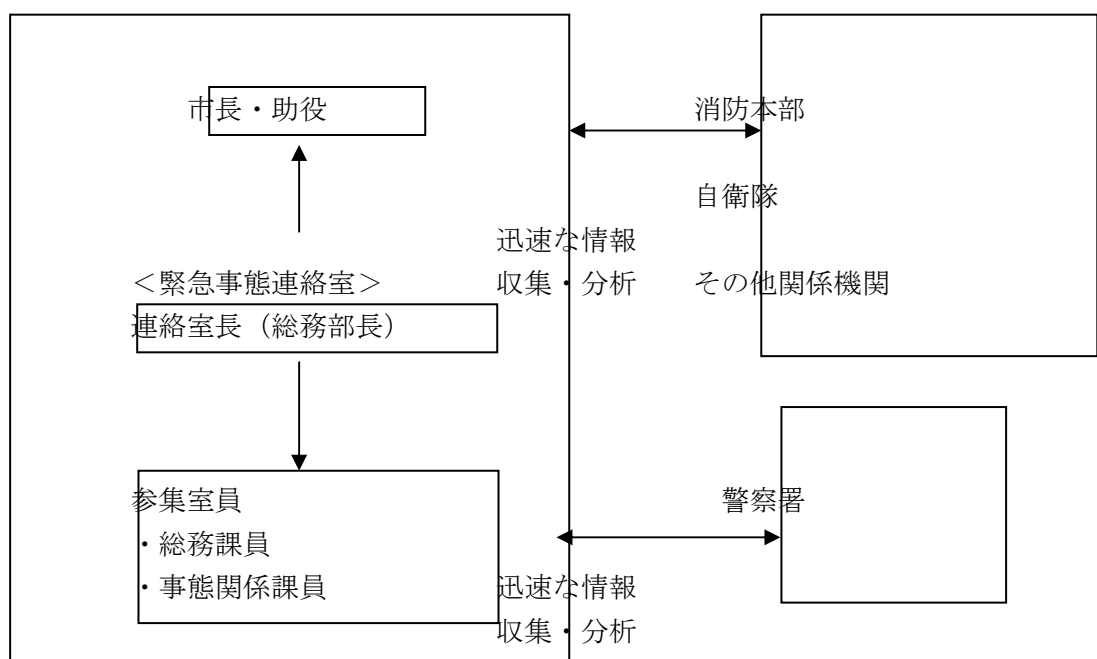 市長・助役
消防本部
自衛隊
迅速な情報
＜緊急事態連絡室＞
収集・分析
その他関係機関
連絡室長（総務部長）
参集室員
警察署
・総務課員
・事態関係課員
迅速な情報
収集・分析